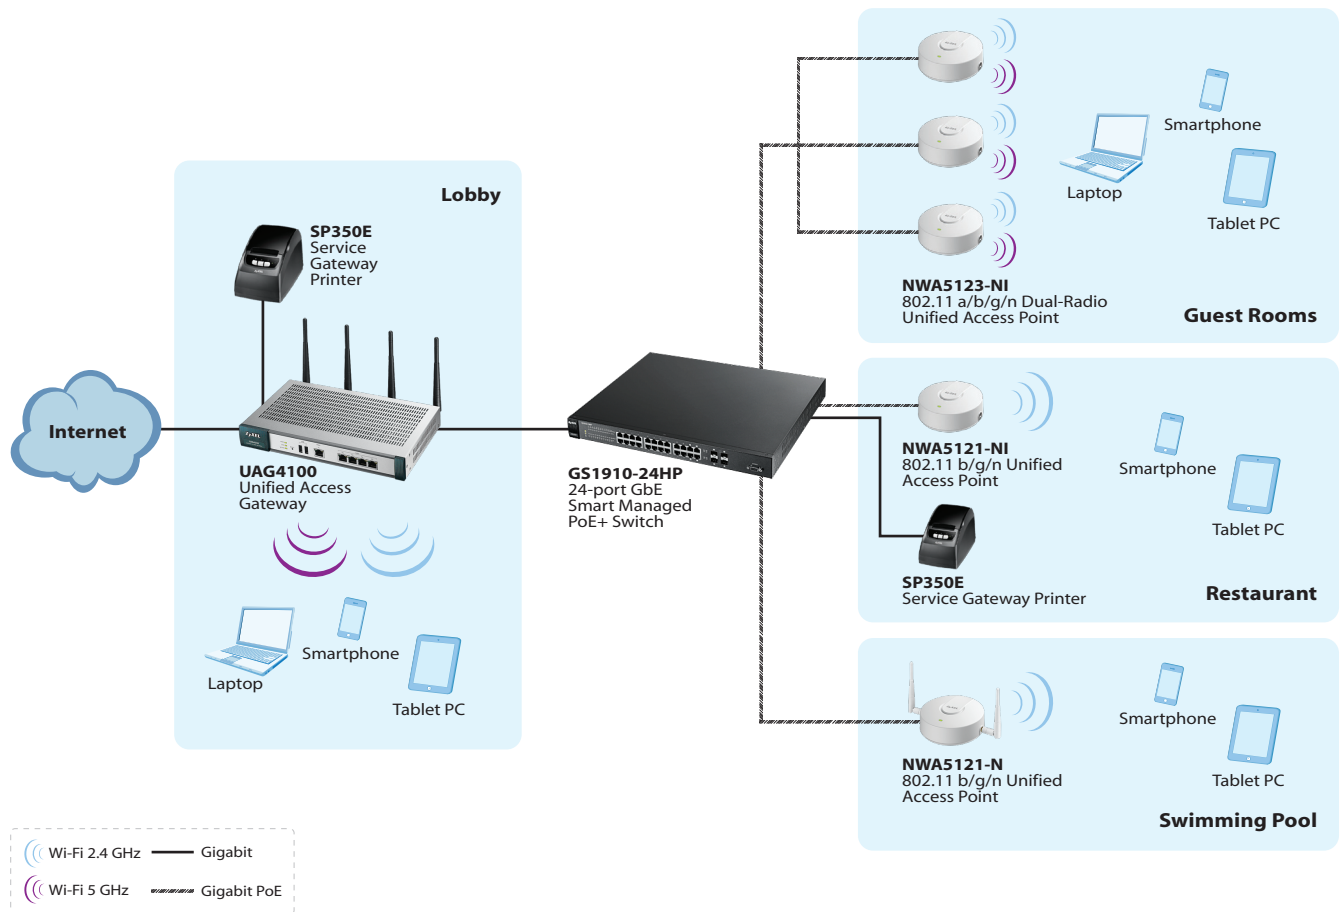 Lobby
SP350E
Service
Gateway
Printer
Internet
ZyXEL
UAG4100
Unified Access
Gateway
Laptop
Smartphone
Tablet PC
GS1910-24HP
24-port GbE
Smart Managed
PoE+ Switch
Smartphone
Laptop
Tablet PC
NWA5123-NI
802.11 a/b/g/n Dual-Radio
Unified Access Point
Guest Rooms
NWA5121-NI
802.11 b/g/n Unified
Access Point
Smartphone
Tablet PC
SP350E
Service Gateway Printer
Restaurant
NWA5121-N
802.11 b/g/n Unified
Access Point
Smartphone
Tablet PC
Swimming Pool
Wi-Fi 2.4 GHz
Gigabit
Wi-Fi 5 GHz
Gigabit PoE